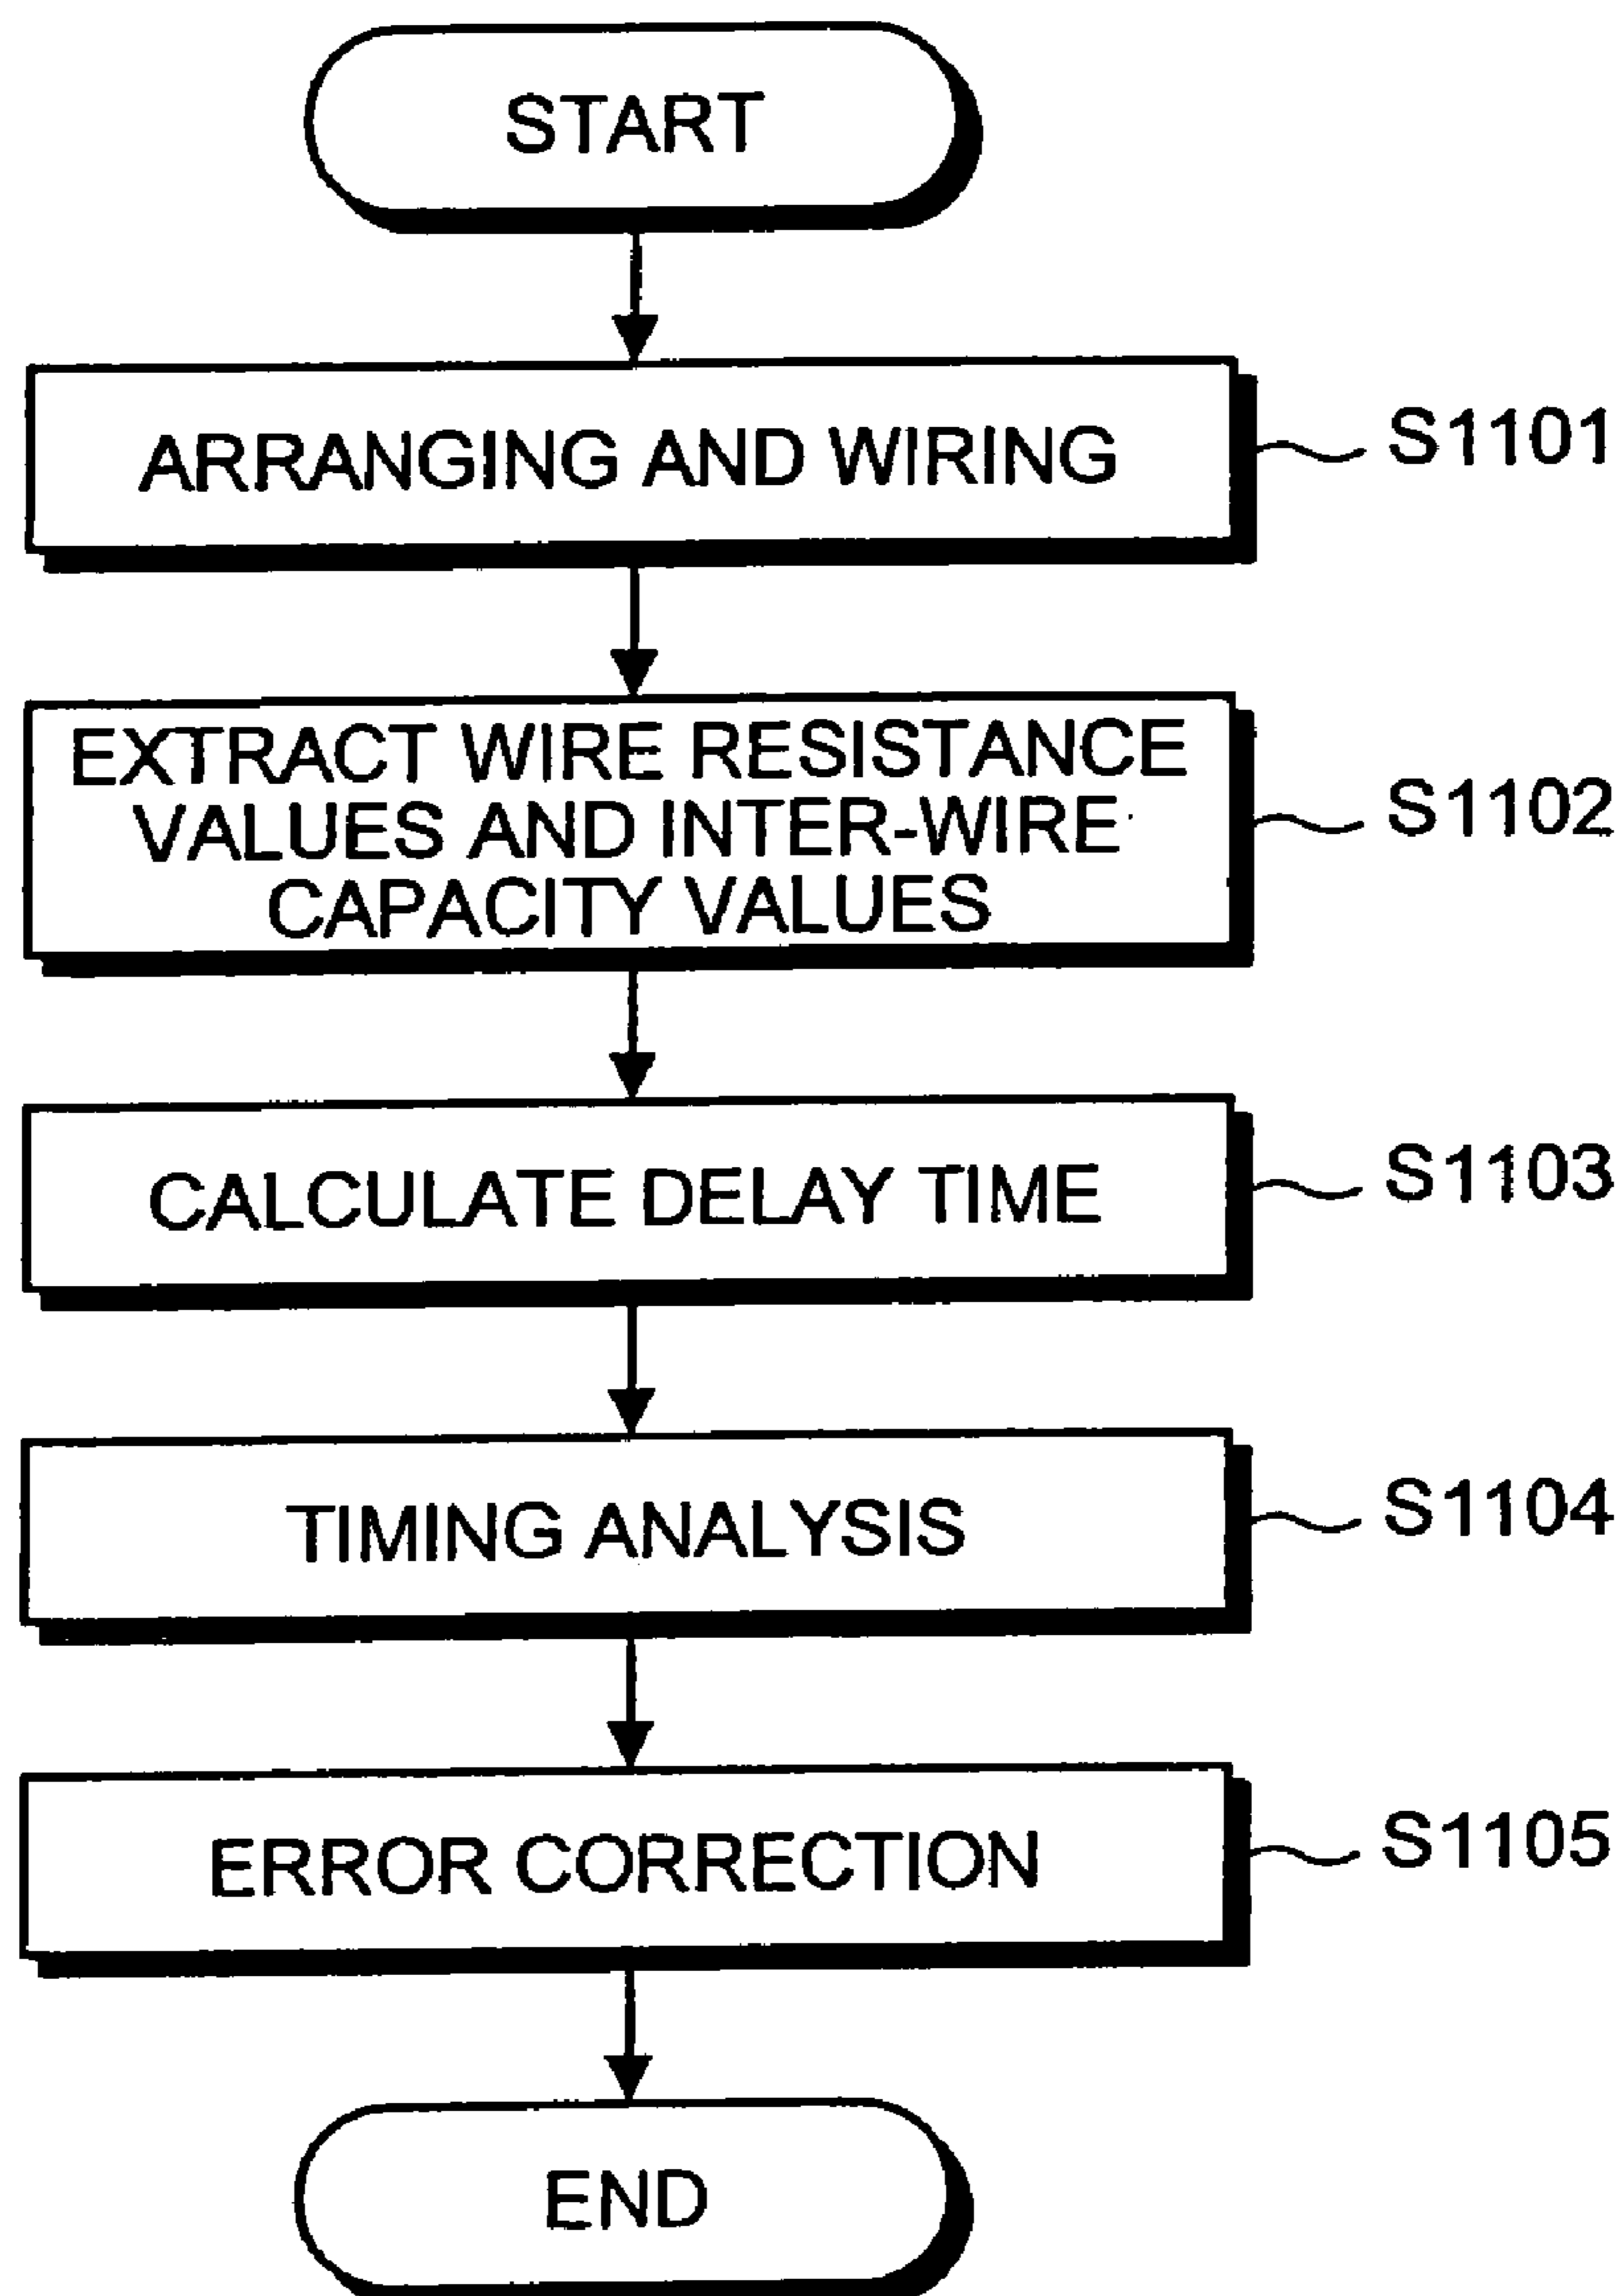 START
ARRANGING AND WIRING
S1101
EXTRACT WIRE RESISTANCE
VALUES AND INTER-WIRE
CAPACITY VALUES
S1102
CALCULATE DELAY TIME
S1103
TIMING ANALYSIS
S1104
ERROR CORRECTION
S1105
END